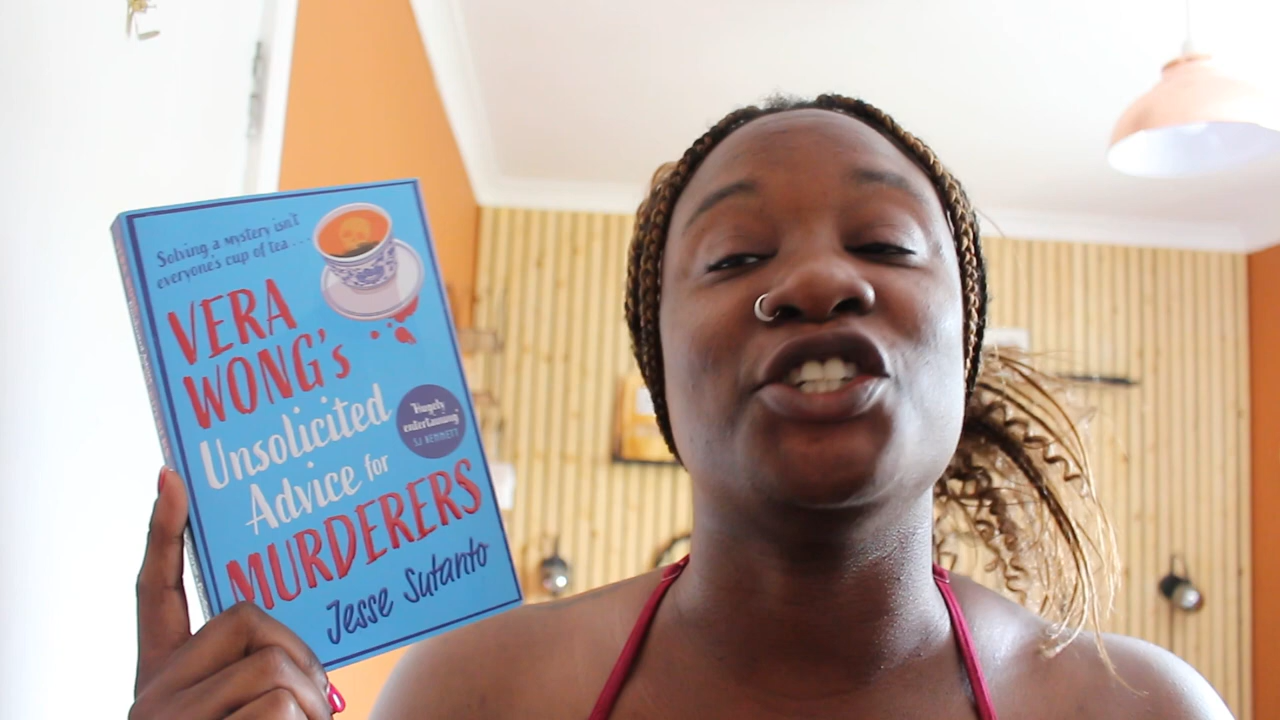 Solving a mystery isn't
everyone's cup of tea...
VERA
WONG's
Unsolicited
Advice for
MURDERERS
'Hugely
entertaining'
SJ BENNETT
Jesse Sutanto